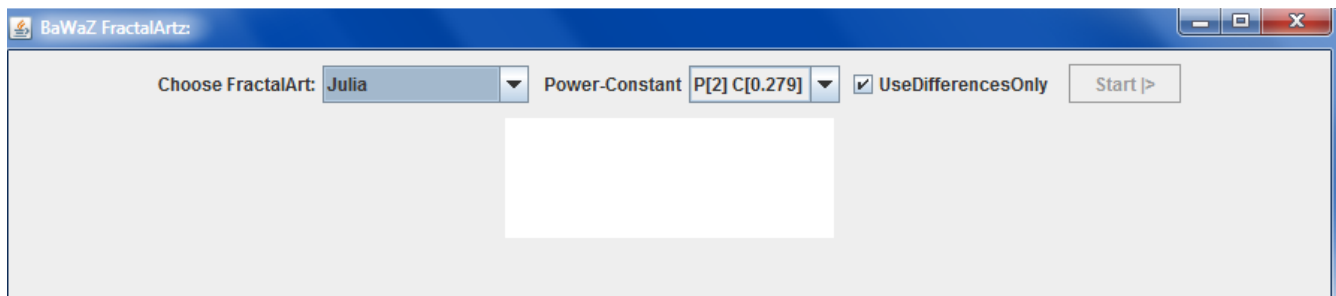 BaWaZ FractalArtz:
Choose FractalArt: Julia Power-Constant P[2] C[0.279] UseDifferencesOnly Start |>